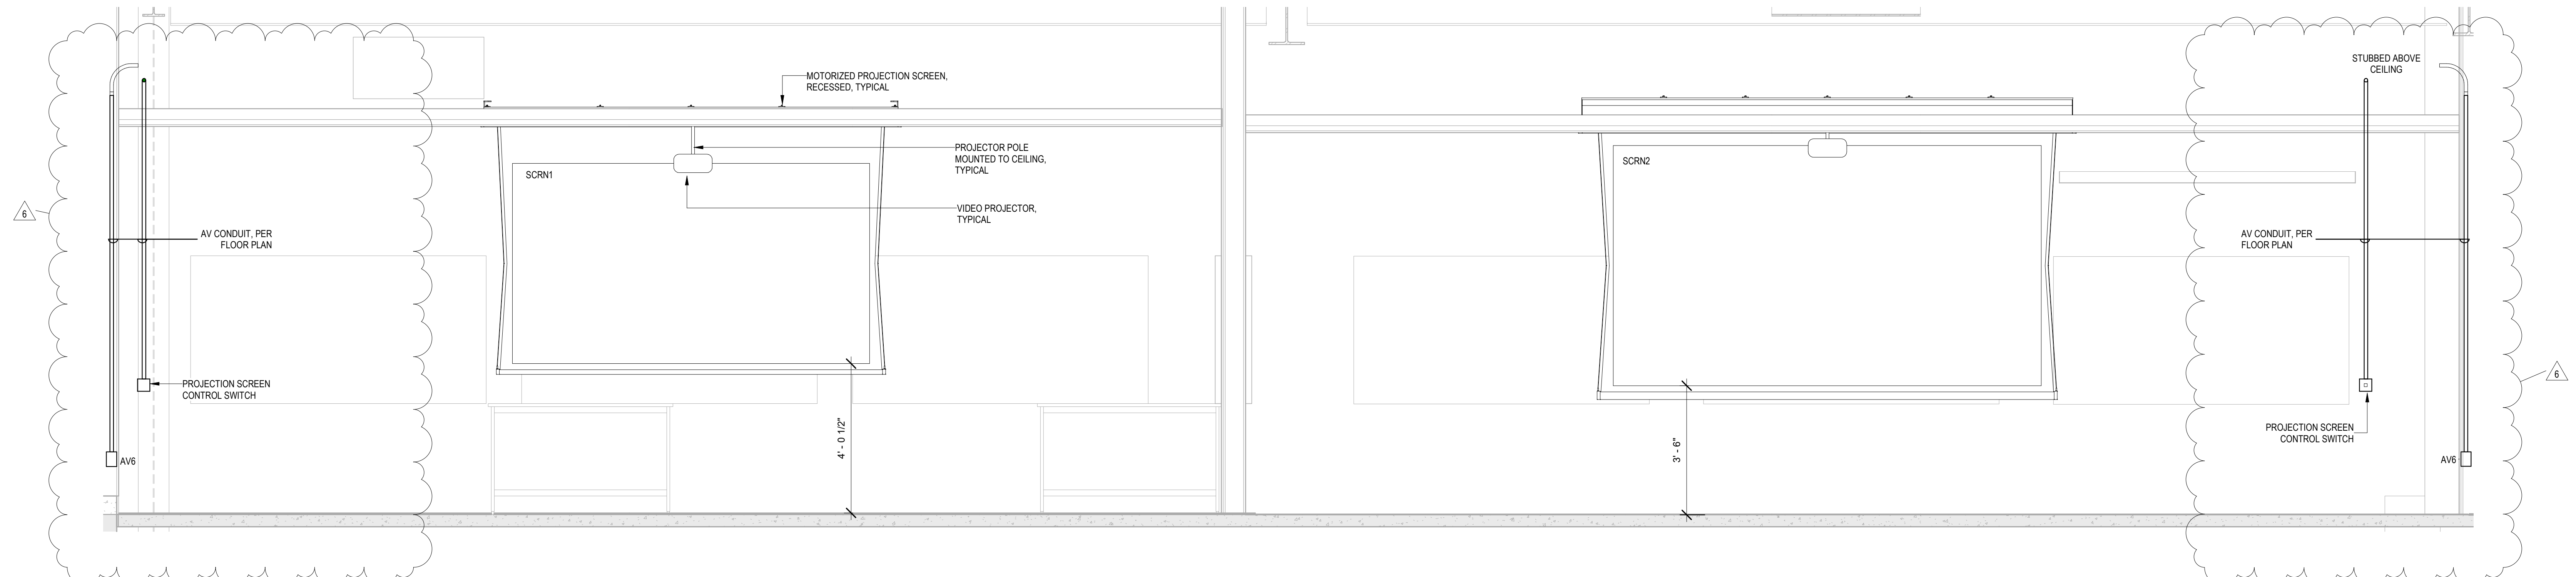 MOTORIZED PROJECTION SCREEN,
RECESSED, TYPICAL
STUBBED ABOVE
CEILING
PROJECTOR POLE
MOUNTED TO CEILING,
TYPICAL
SCRN1
SCRN2
VIDEO PROJECTOR,
TYPICAL
6
AV CONDUIT, PER
FLOOR PLAN
AV CONDUIT, PER
FLOOR PLAN
6
PROJECTION SCREEN
CONTROL SWITCH
4' - 0 1/2"
3' - 6"
PROJECTION SCREEN
CONTROL SWITCH
AV6
AV6